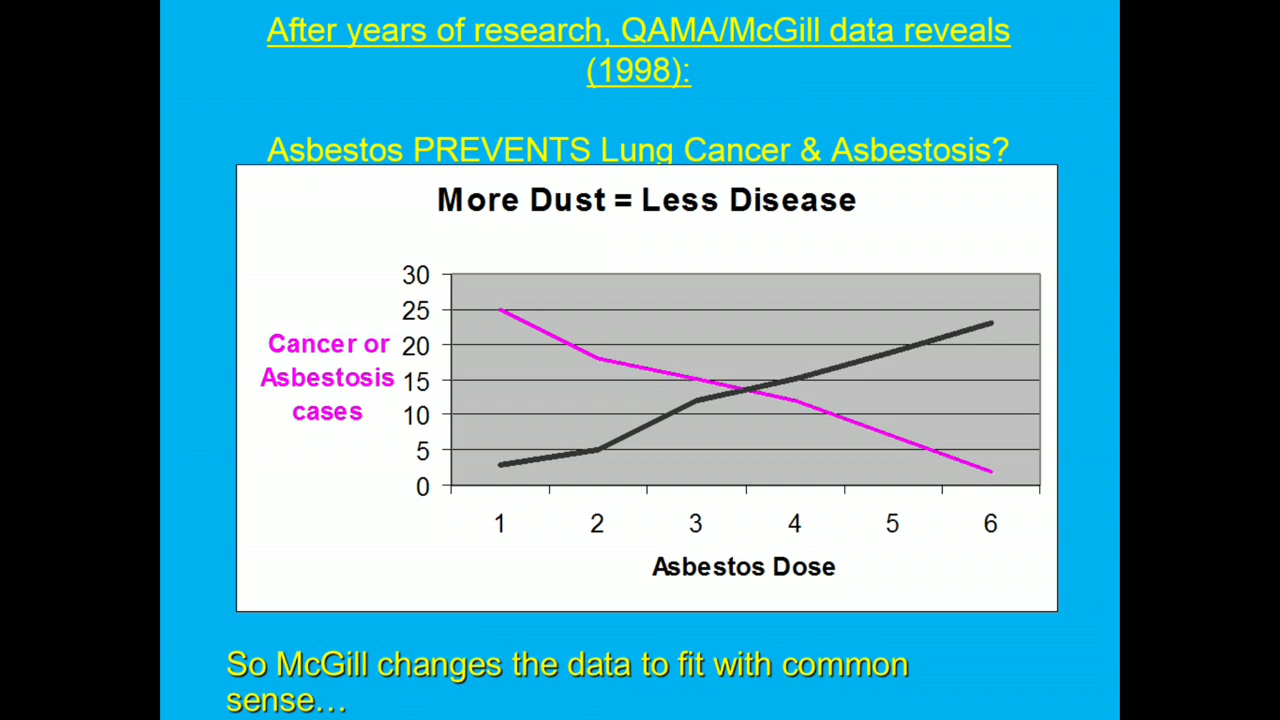 After years of research, QAMA/McGill data reveals
(1998):
Asbestos PREVENTS Lung Cancer & Asbestosis?
More Dust = Less Disease
30
25
20
15
10
5
0
Cancer or
Asbestosis
cases
1 2 3 4 5 6
Asbestos Dose
So McGill changes the data to fit with common
sense…